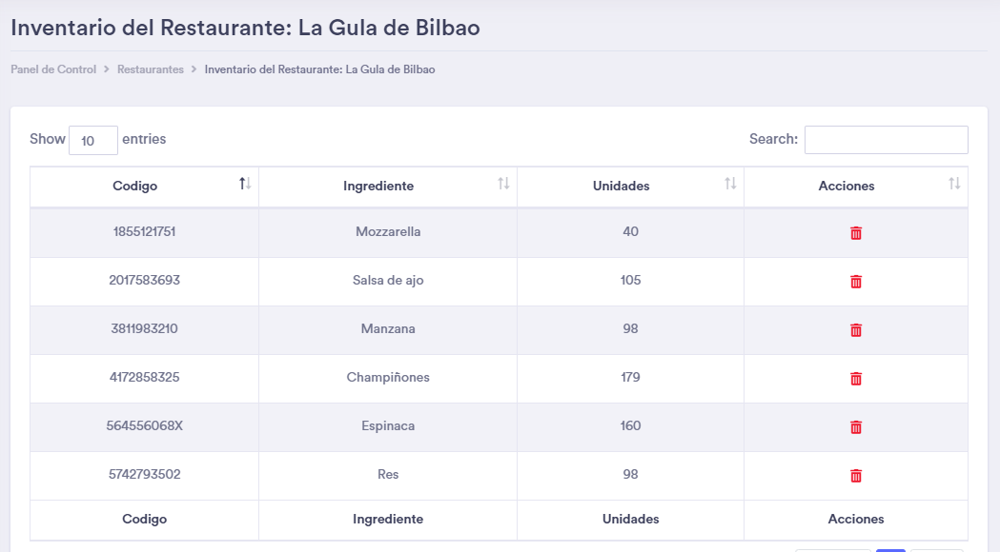 Inventario del Restaurante: La Gula de Bilbao
Panel de Control > Restaurantes > Inventario del Restaurante: La Gula de Bilbao
Show 10 entries Search:
Codigo Ingrediente Unidades Acciones
1855121751 Mozzarella 40
2017583693 Salsa de ajo 105
3811983210 Manzana 98
4172858325 Champiñones 179
564556068X Espinaca 160
5742793502 Res 98
Codigo Ingrediente Unidades Acciones